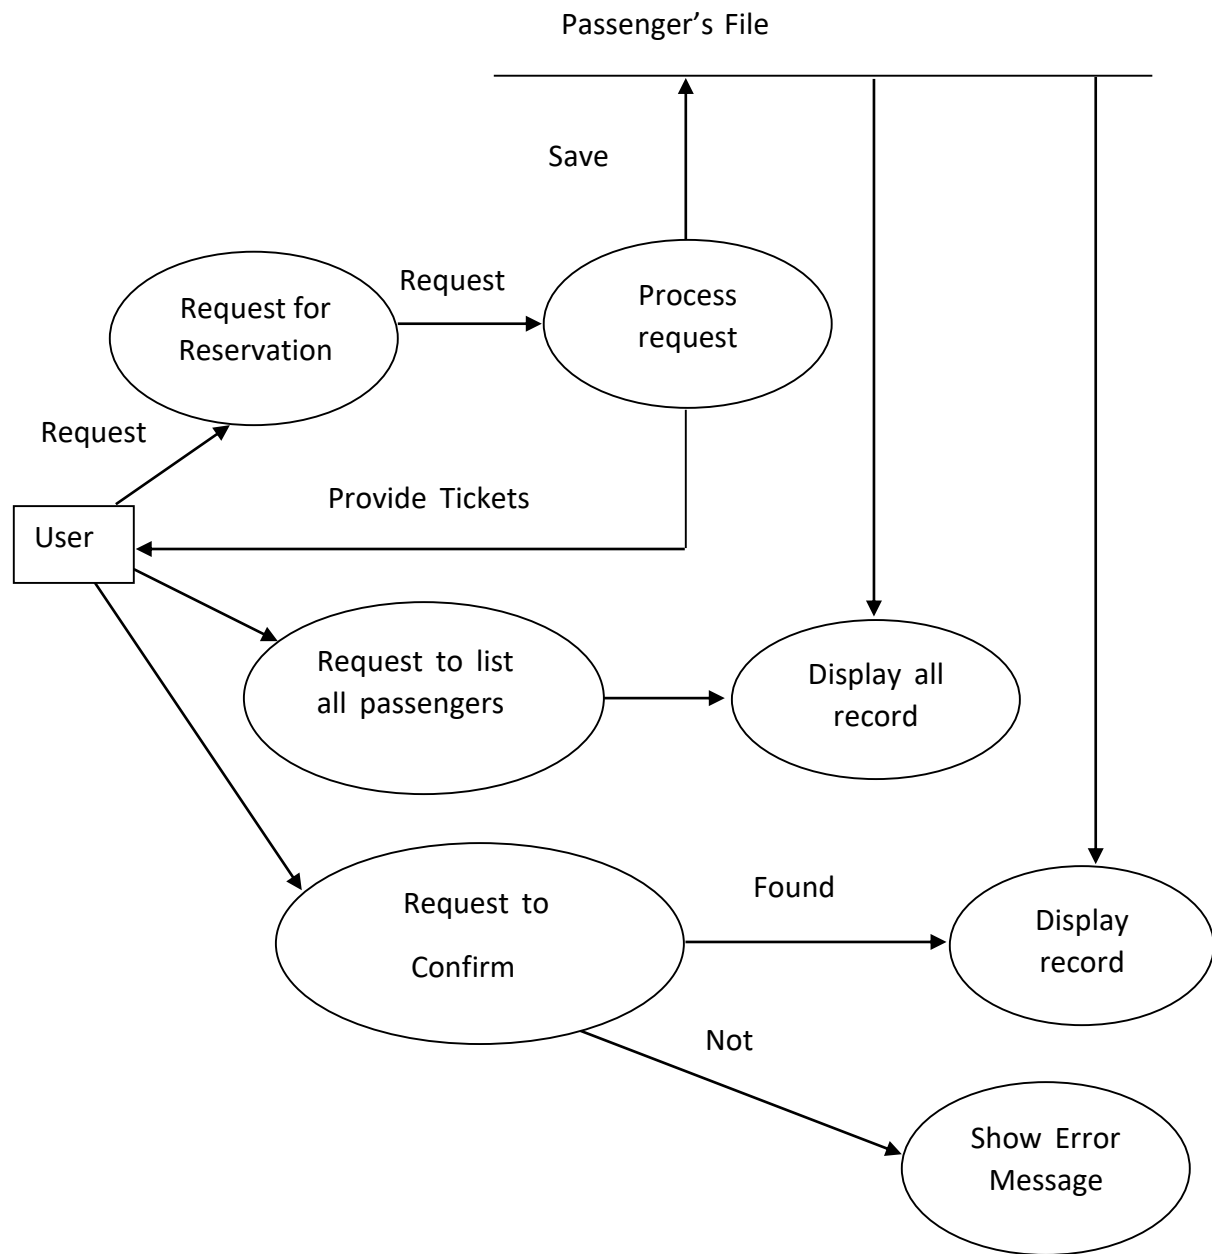 Passenger’s File
Save
Request for
Reservation
Request
Process
request
Request
Provide Tickets
User
Request to list
all passengers
Display all
record
Request to
Confirm
Found
Display
record
Not
Show Error
Message